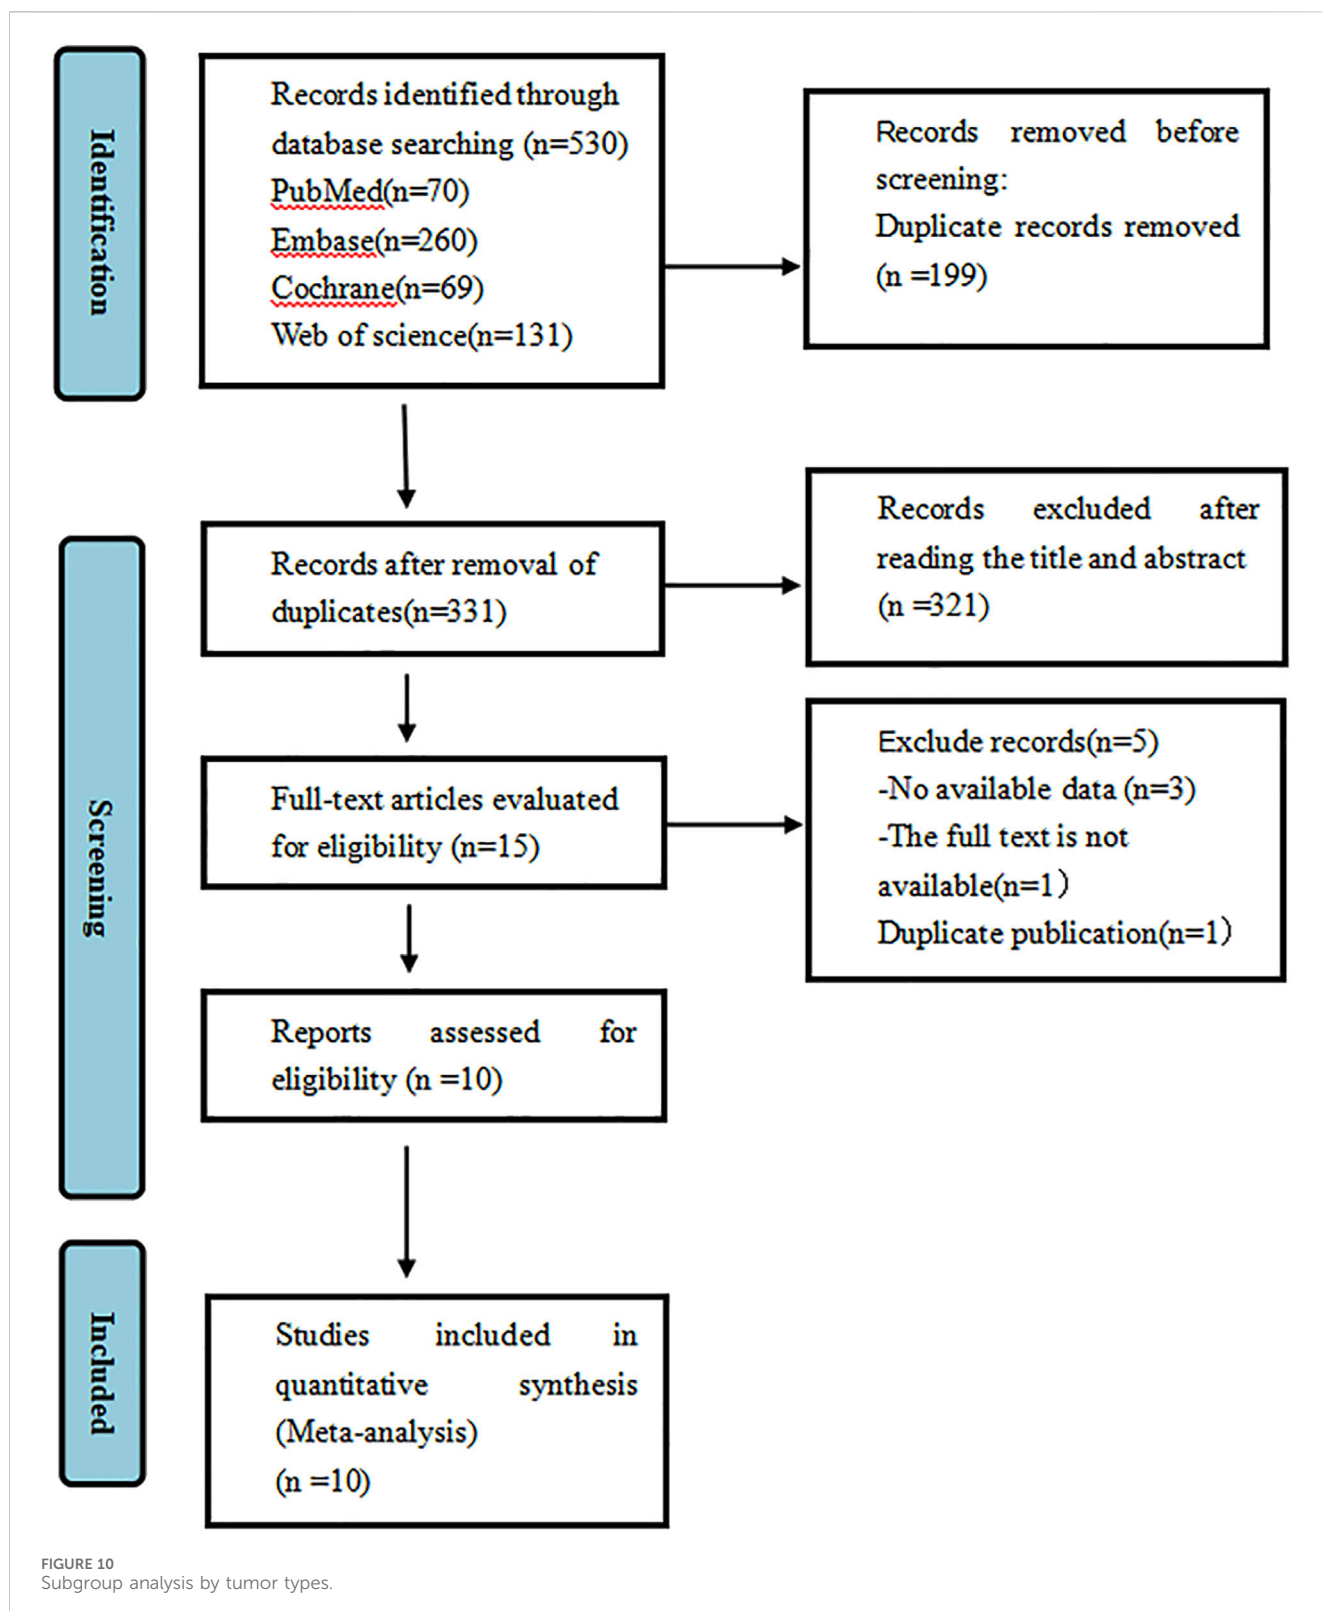 Identification
Records identified through
database searching (n=530)
PubMed(n=70)
Embase(n=260)
Cochrane(n=69)
Web of science(n=131)
Records removed before
screening:
Duplicate records removed
(n =199)
Screening
Records after removal of
duplicates(n=331)
Records excluded after
reading the title and abstract
(n =321)
Full-text articles evaluated
for eligibility (n=15)
Exclude records(n=5)
-No available data (n=3)
-The full text is not
available(n=1）
Duplicate publication(n=1）
Reports assessed for
eligibility (n =10)
Included
Studies included in
quantitative synthesis
(Meta-analysis)
(n =10)
FIGURE 10
Subgroup analysis by tumor types.